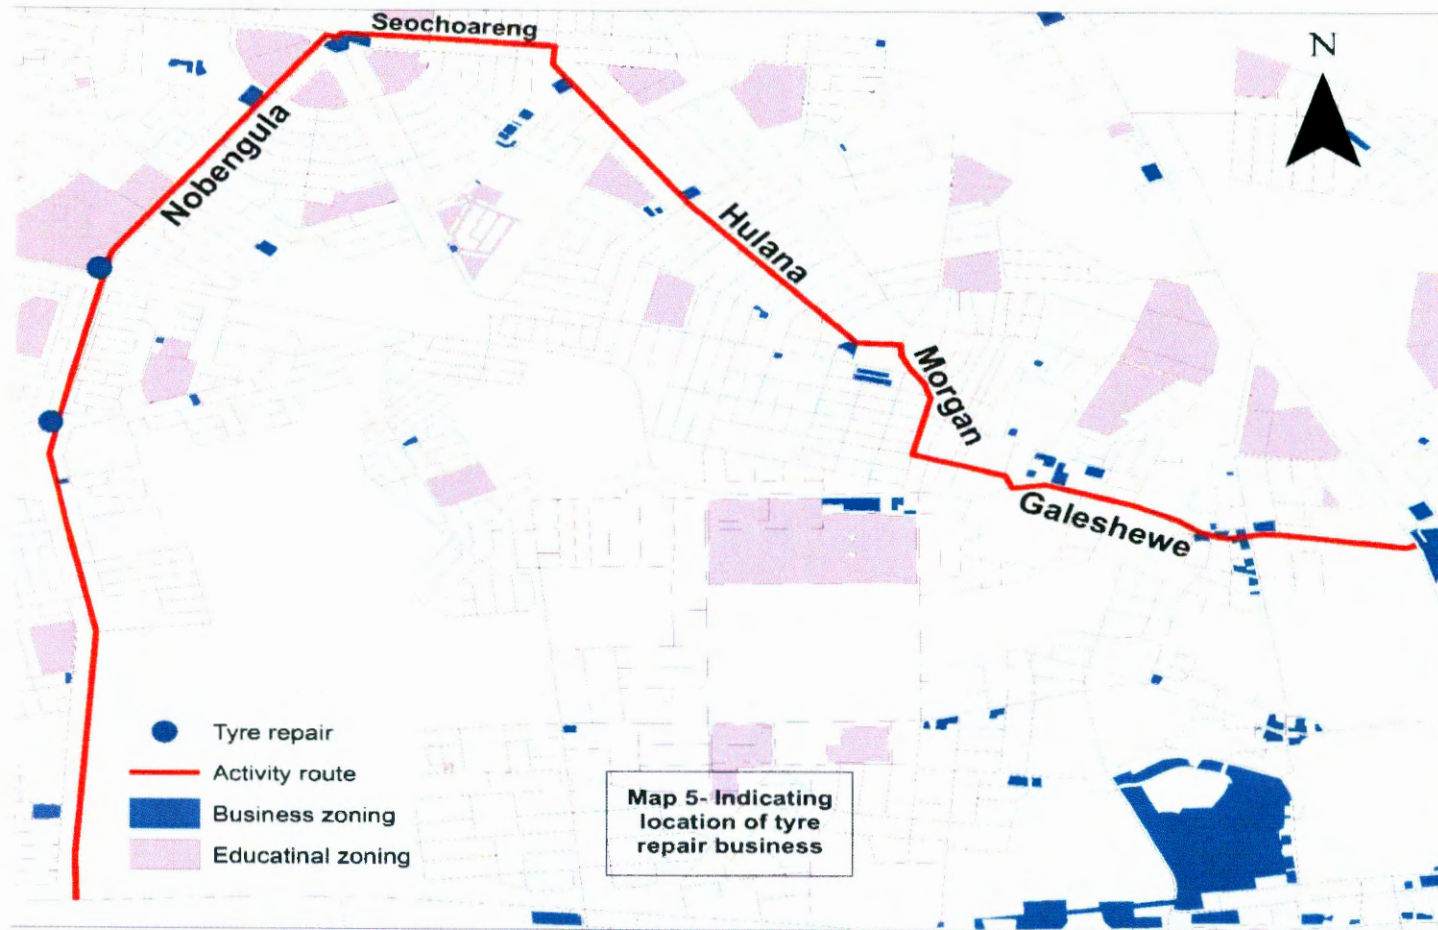 Seochoareng
N
Nobengula
Hulana
Morgan
Galeshewe
Tyre repair
Activity route
Business zoning
Educatinal zoning
Map 5- Indicating
location of tyre
repair business